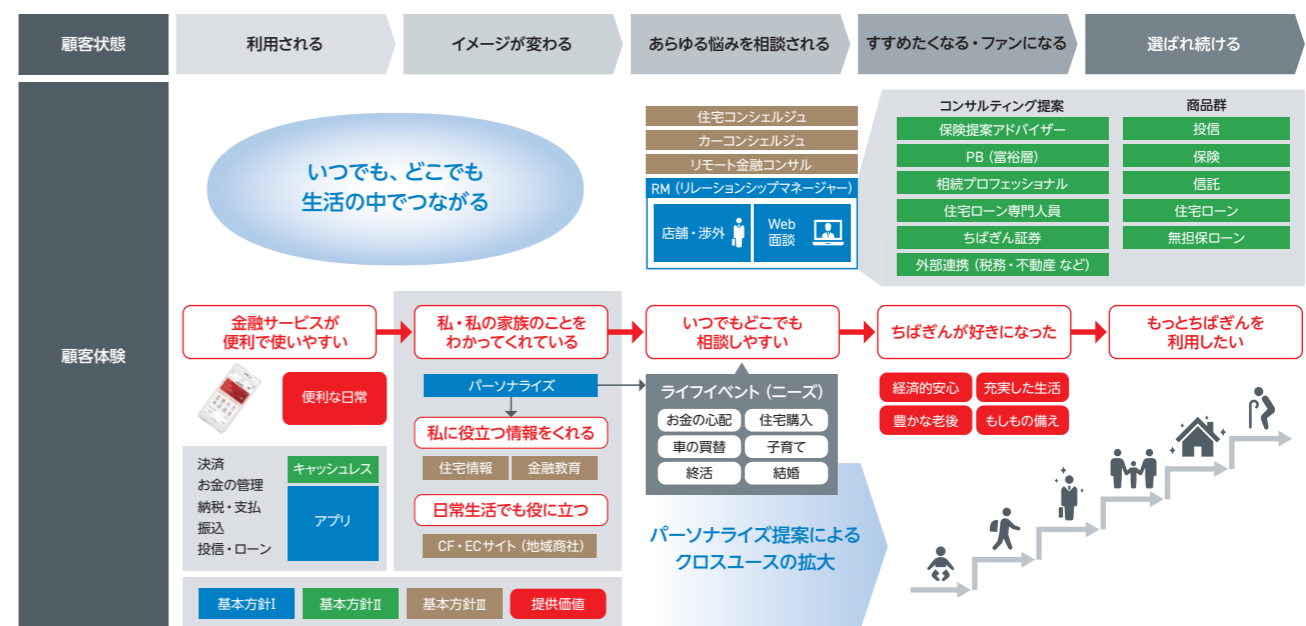 顧客状態
利用される
イメージが変わる
あらゆる悩みを相談される
すすめたくなる・ファンになる
選ばれ続ける
顧客体験
いつでも、どこでも
生活の中でつながる
住宅コンシェルジュ
カーコンシェルジュ
リモート金融コンサル
RM（リレーションシップマネージャー）
店舗・渉外
Web
面談
コンサルティング提案
保険提案アドバイザー
PB（富裕層）
相続プロフェッショナル
住宅ローン専門人員
ちばぎん証券
外部連携（税務・不動産 など）
商品群
投信
保険
信託
住宅ローン
無担保ローン
金融サービスが
便利で使いやすい
私・私の家族のことを
わかってくれている
いつでもどこでも
相談しやすい
ちばぎんが好きになった
もっとちばぎんを
利用したい
便利な日常
決済
お金の管理
納税・支払
振込
投信・ローン
キャッシュレス
アプリ
パーソナライズ
私に役立つ情報をくれる
住宅情報
金融教育
日常生活でも役に立つ
CF・ECサイト（地域商社）
ライフイベント（ニーズ）
お金の心配
住宅購入
車の買替
子育て
終活
結婚
パーソナライズ提案による
クロスユースの拡大
経済的安心
充実した生活
豊かな老後
もしもの備え
基本方針Ⅰ
基本方針Ⅱ
基本方針Ⅲ
提供価値